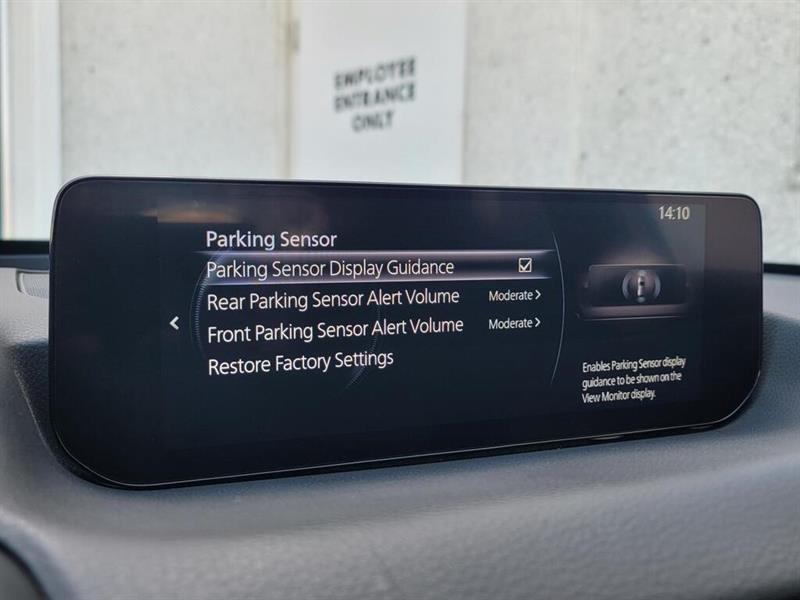 EMPLOYEE
ENTRANCE
ONLY
14:10
Parking Sensor
Parking Sensor Display Guidance
Rear Parking Sensor Alert Volume Moderate
Front Parking Sensor Alert Volume Moderate
Restore Factory Settings
Enables Parking Sensor display
guidance to be shown on the
View Monitor display.